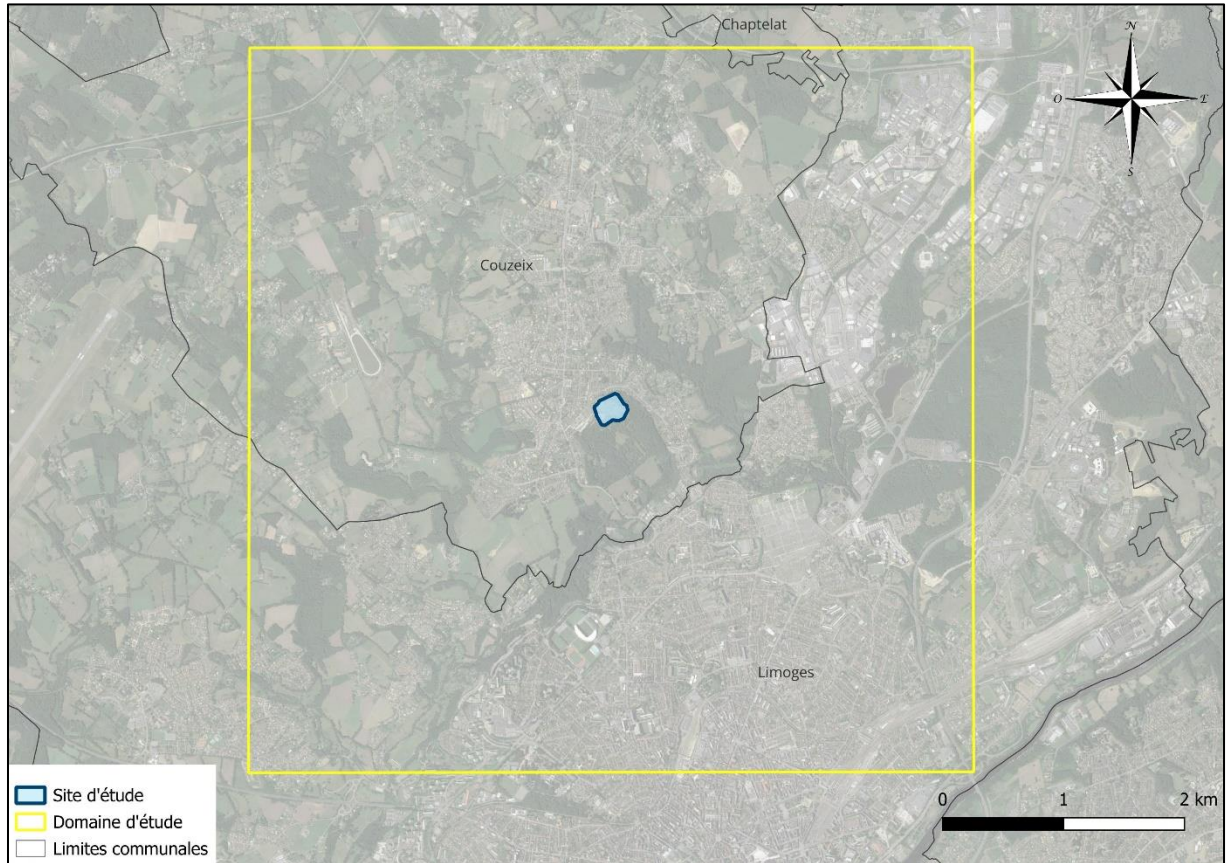 Chaptelat
N
O
E
S
Couzeix
Limoges
Site d'étude
Domaine d'étude
Limites communales
0 1 2 km